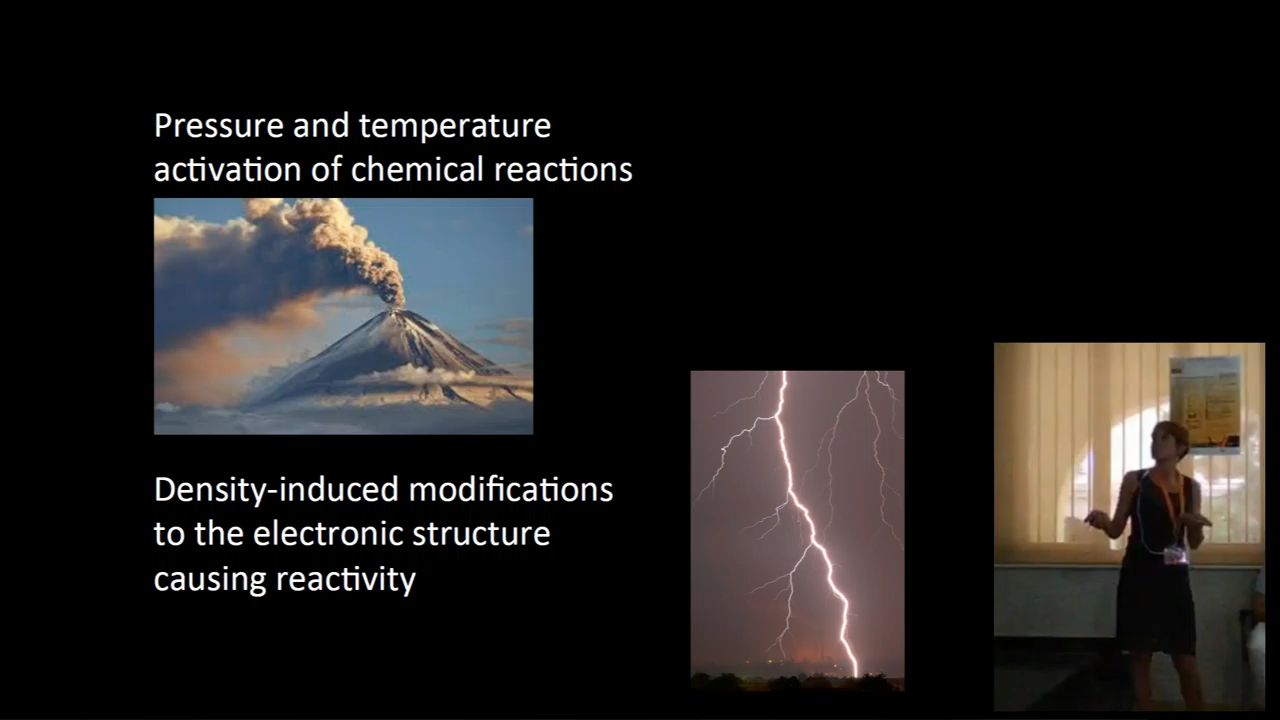 Pressure and temperature
activation of chemical reactions
Density-induced modifications
to the electronic structure
causing reactivity